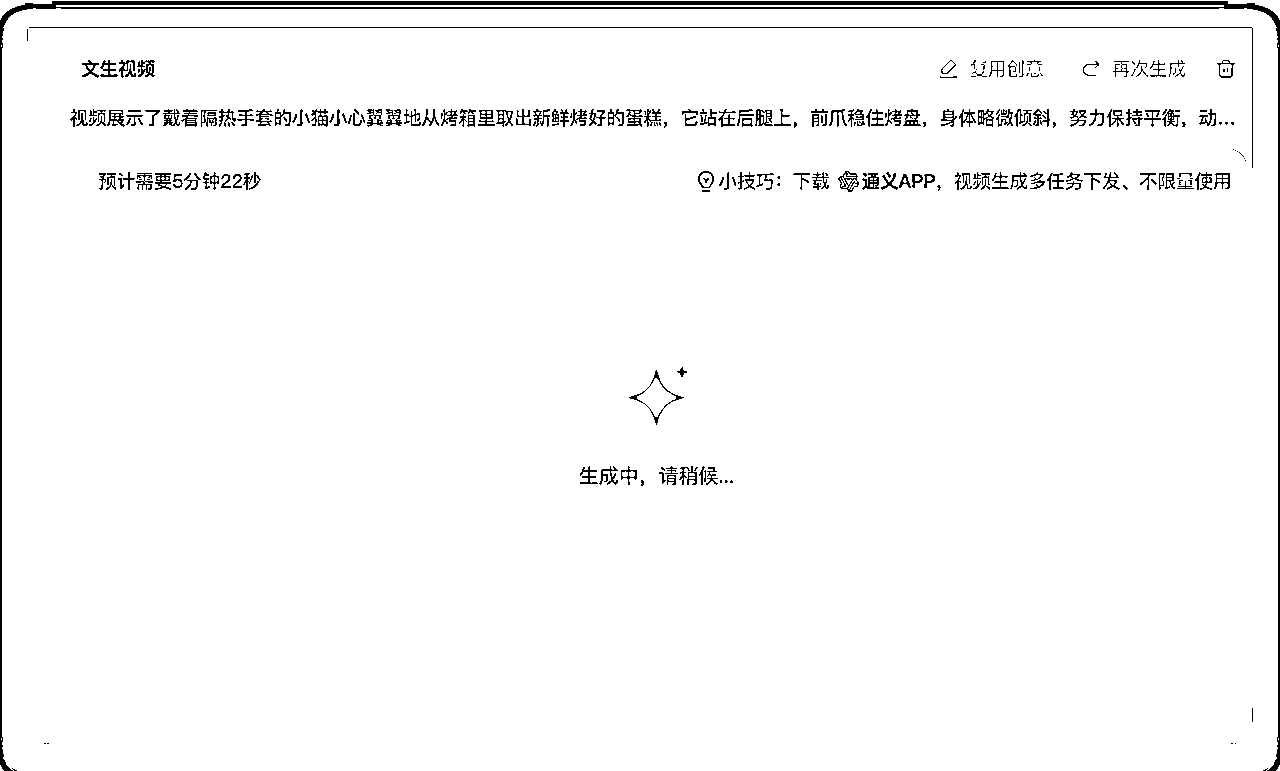 文生视频 复用创意 再次生成
视频展示了戴着隔热手套的小猫小心翼翼地从烤箱里取出新鲜烤好的蛋糕，它站在后腿上，前爪稳住烤盘，身体略微倾斜，努力保持平衡，动...
预计需要5分钟22秒 小技巧：下载 通义APP，视频生成多任务下发、不限量使用
生成中，请稍候...